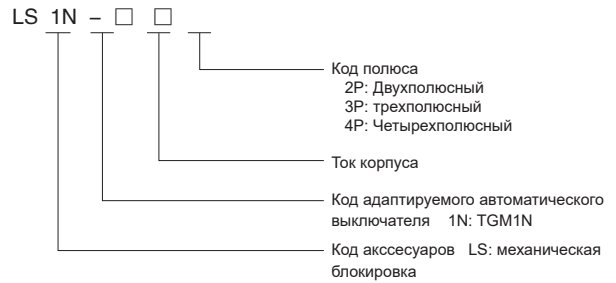 LS 1N – □ □
Код полюса
2P: Двухполюсный
3P: трехполюсный
4P: Четырехполюсный
Ток корпуса
Код адаптируемого автоматического
выключателя 1N: TGM1N
Код акссесуаров LS: механическая
блокировка